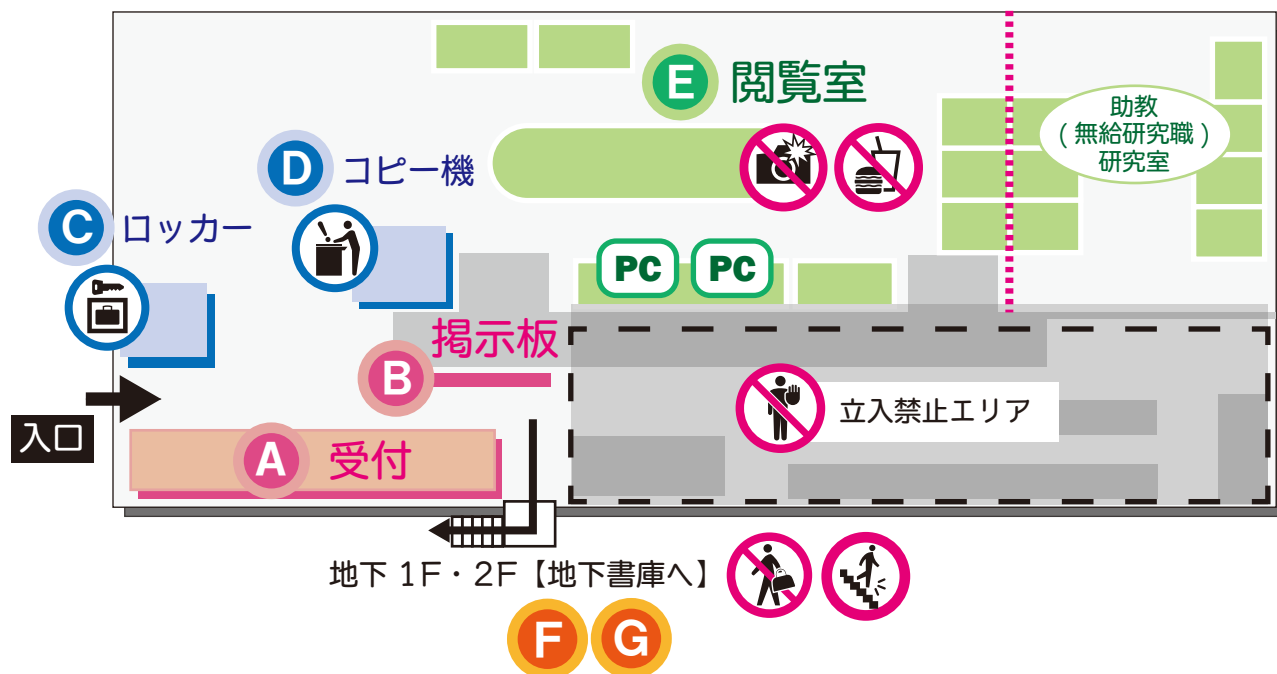 E 閲覧室
助教
( 無給研究職 )
研究室
D コピー機
C ロッカー
PC PC
掲示板
B
立入禁止エリア
入口
A 受付
地下 1F・2F【地下書庫へ】
F G